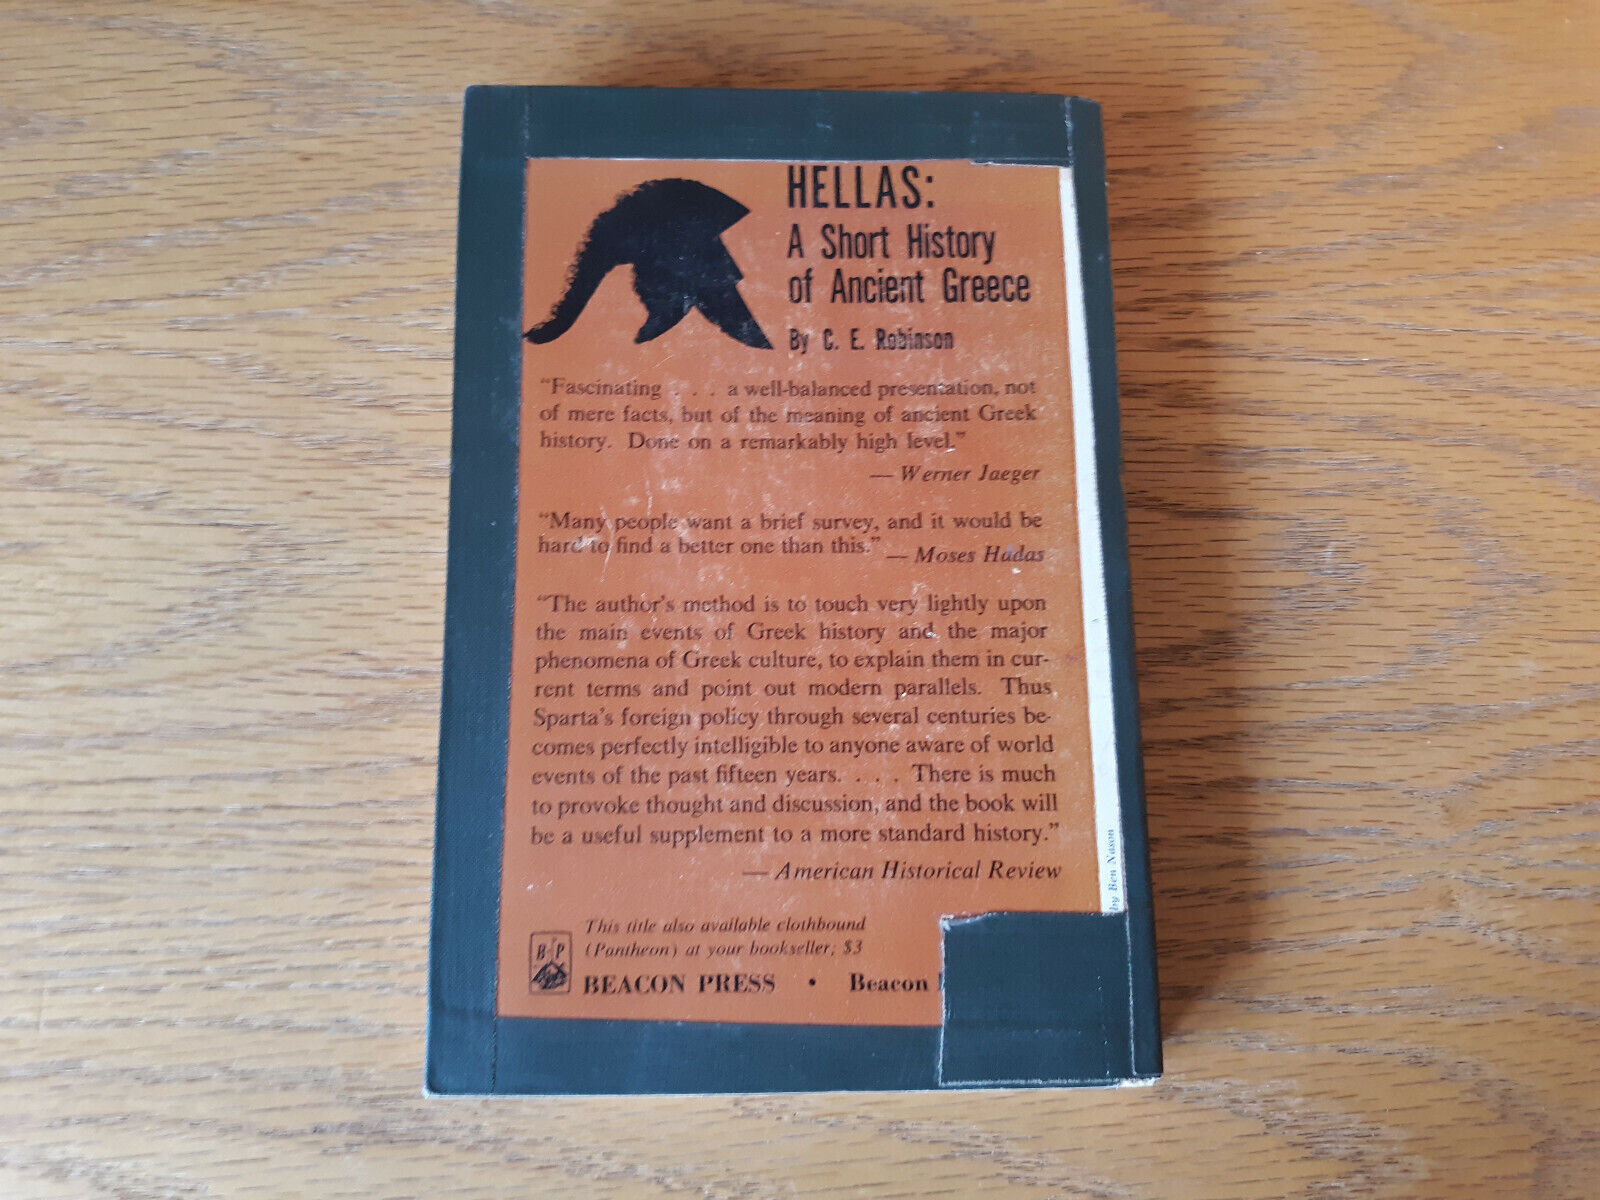 HELLAS:
A Short History
of Ancient Greece
By C. E. Robinson
"Fascinating . . . a well-balanced presentation, not
of mere facts, but of the meaning of ancient Greek
history. Done on a remarkably high level."
— Werner Jaeger
"Many people want a brief survey, and it would be
hard to find a better one than this."
— Moses Hadas
"The author's method is to touch very lightly upon
the main events of Greek history and the major
phenomena of Greek culture, to explain them in cur-
rent terms and point out modern parallels. Thus
Sparta's foreign policy through several centuries be-
comes perfectly intelligible to anyone aware of world
events of the past fifteen years. . . . There is much
to provoke thought and discussion, and the book will
be a useful supplement to a more standard history."
— American Historical Review
by Ben Nason
This title also available clothbound
(Pantheon) at your bookseller; $3
B P
BEACON PRESS • Beacon